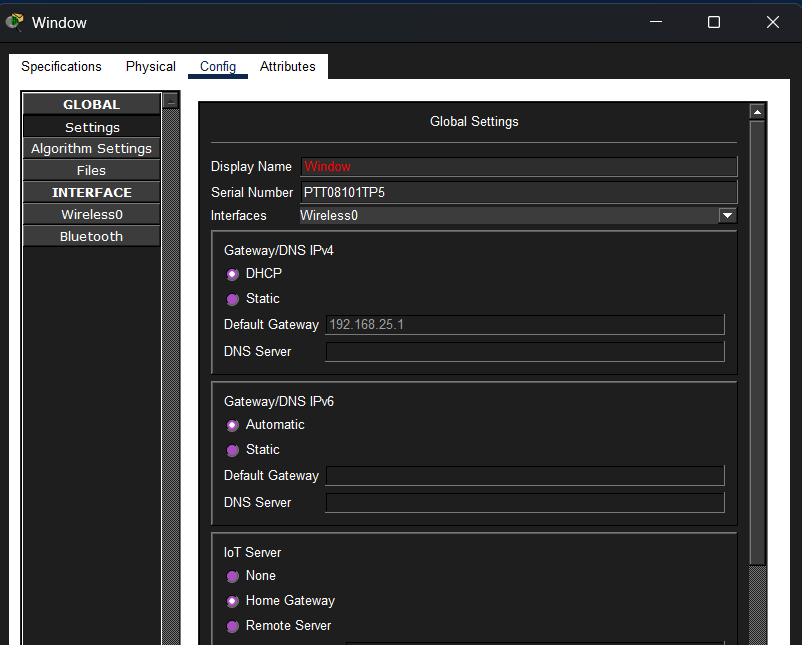 Window
Specifications Physical Config Attributes
GLOBAL
Settings
Algorithm Settings
Files
INTERFACE
Wireless0
Bluetooth
Global Settings
Display Name Window
Serial Number PTT08101TP5
Interfaces Wireless0
Gateway/DNS IPv4
DHCP
Static
Default Gateway 192.168.25.1
DNS Server
Gateway/DNS IPv6
Automatic
Static
Default Gateway
DNS Server
IoT Server
None
Home Gateway
Remote Server